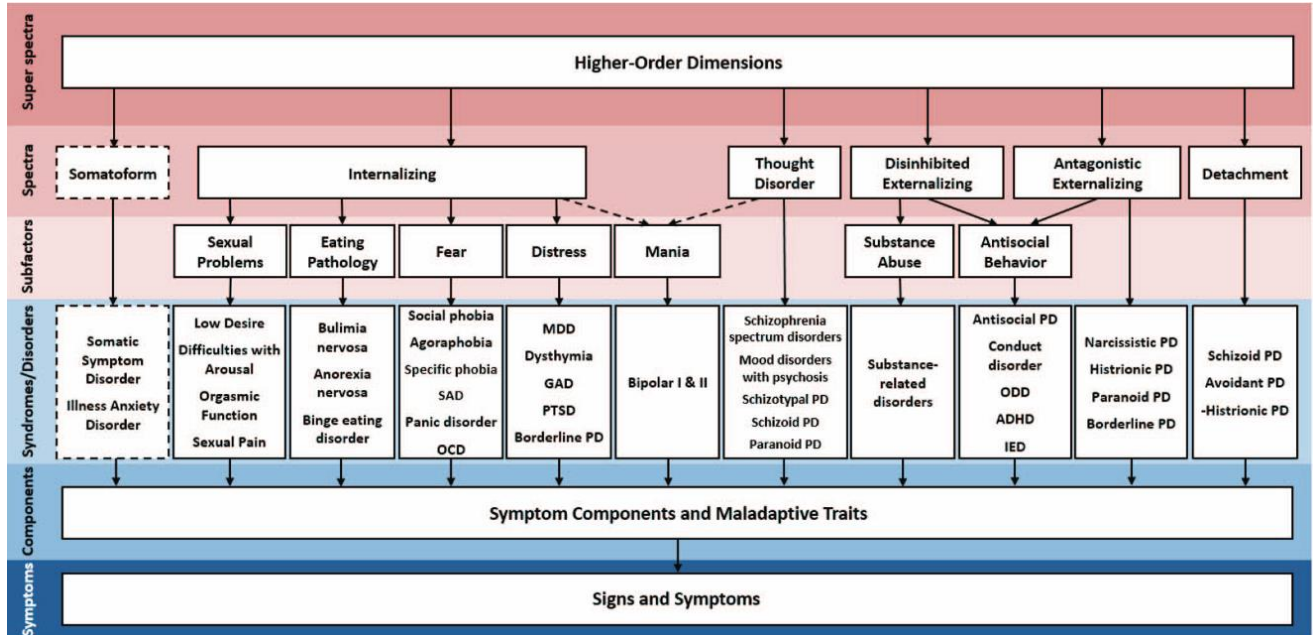 Super spectra
Higher-Order Dimensions
Spectra
Somatoform
Internalizing
Thought
Disorder
Disinhibited
Externalizing
Antagonistic
Externalizing
Detachment
Subfactors
Sexual
Problems
Eating
Pathology
Fear
Distress
Mania
Substance
Abuse
Antisocial
Behavior
Syndromes/Disorders
Somatic
Symptom
Disorder
Illness Anxiety
Disorder
Low Desire
Difficulties with
Arousal
Orgasmic
Function
Sexual Pain
Bulimia
nervosa
Anorexia
nervosa
Binge eating
disorder
Social phobia
Agoraphobia
Specific phobia
SAD
Panic disorder
OCD
MDD
Dysthymia
GAD
PTSD
Borderline PD
Bipolar I & II
Schizophrenia
spectrum disorders
Mood disorders
with psychosis
Schizotypal PD
Schizoid PD
Paranoid PD
Substance-
related
disorders
Antisocial PD
Conduct
disorder
ODD
ADHD
IED
Narcissistic PD
Histrionic PD
Paranoid PD
Borderline PD
Schizoid PD
Avoidant PD
-Histrionic PD
Components
Symptom Components and Maladaptive Traits
Symptoms
Signs and Symptoms